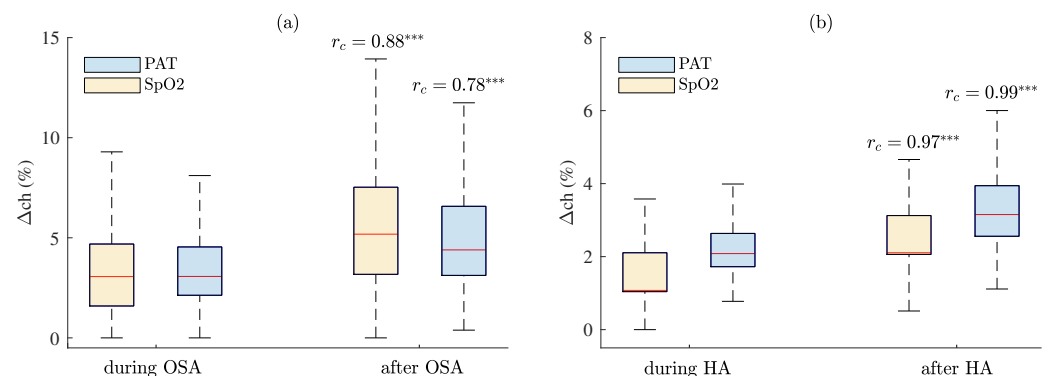 (a)
15
10
5
0
Δch (%)
PAT
SpO2
r_c = 0.88***
r_c = 0.78***
during OSA
after OSA
(b)
8
6
4
2
0
Δch (%)
PAT
SpO2
r_c = 0.97***
r_c = 0.99***
during HA
after HA